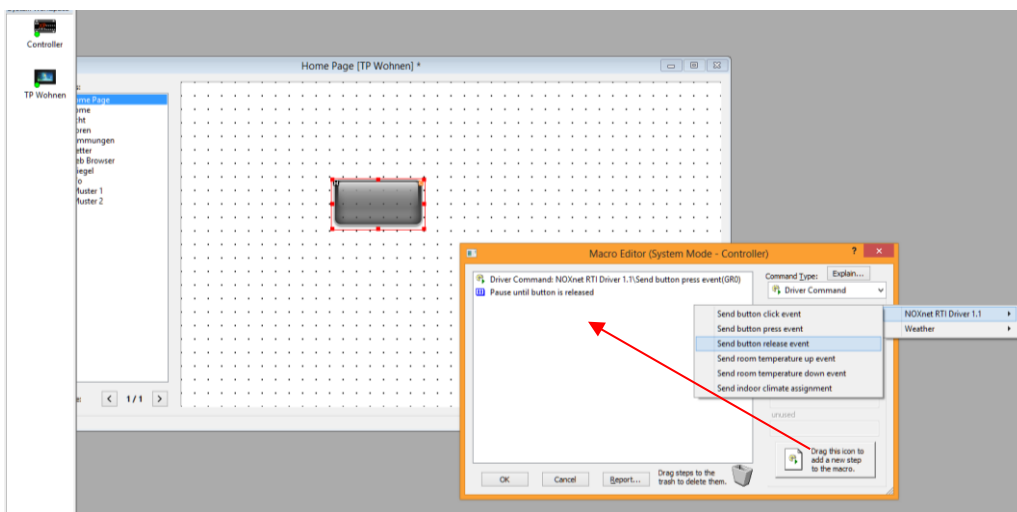 Controller
TP Wohnen
Home Page [TP Wohnen] *
ome Page
ome
cht
oren
mmungen
etter
eb Browser
iegel
fo
Muster 1
Muster 2
< 1/1 >
Macro Editor (System Mode - Controller)
? ×
Driver Command: NOXnet RTI Driver 1.1\Send button press event(GR0)
Pause until button is released
Command Type:
Explain...
Driver Command
Send button click event
Send button press event
Send button release event
Send room temperature up event
Send room temperature down event
Send indoor climate assignment
NOXnet RTI Driver 1.1
Weather
unused
Drag this icon to
add a new step
to the macro.
OK
Cancel
Report...
Drag steps to the
trash to delete them.